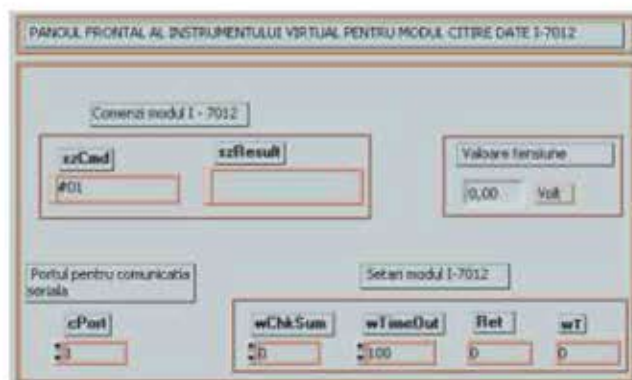 PANOUL FRONTAL AL INSTRUMENTULUI VIRTUAL PENTRU MODUL CITIRE DATE I-7012
Comenzi modul I - 7012
szCmd
szResult
#01
Valoare tensiune
0,00
Volt
Portul pentru comunicatia
seriala
Setari modul I-7012
cPort
wChkSum
wTimeOut
Ret
wT
3
0
100
0
0